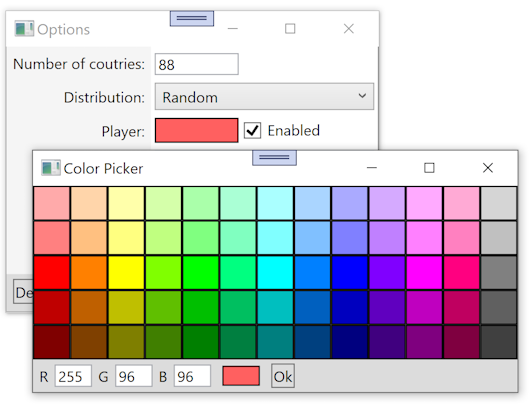 Options
Number of coutries: 88
Distribution: Random
Player: Enabled
Color Picker
De
R 255 G 96 B 96 Ok